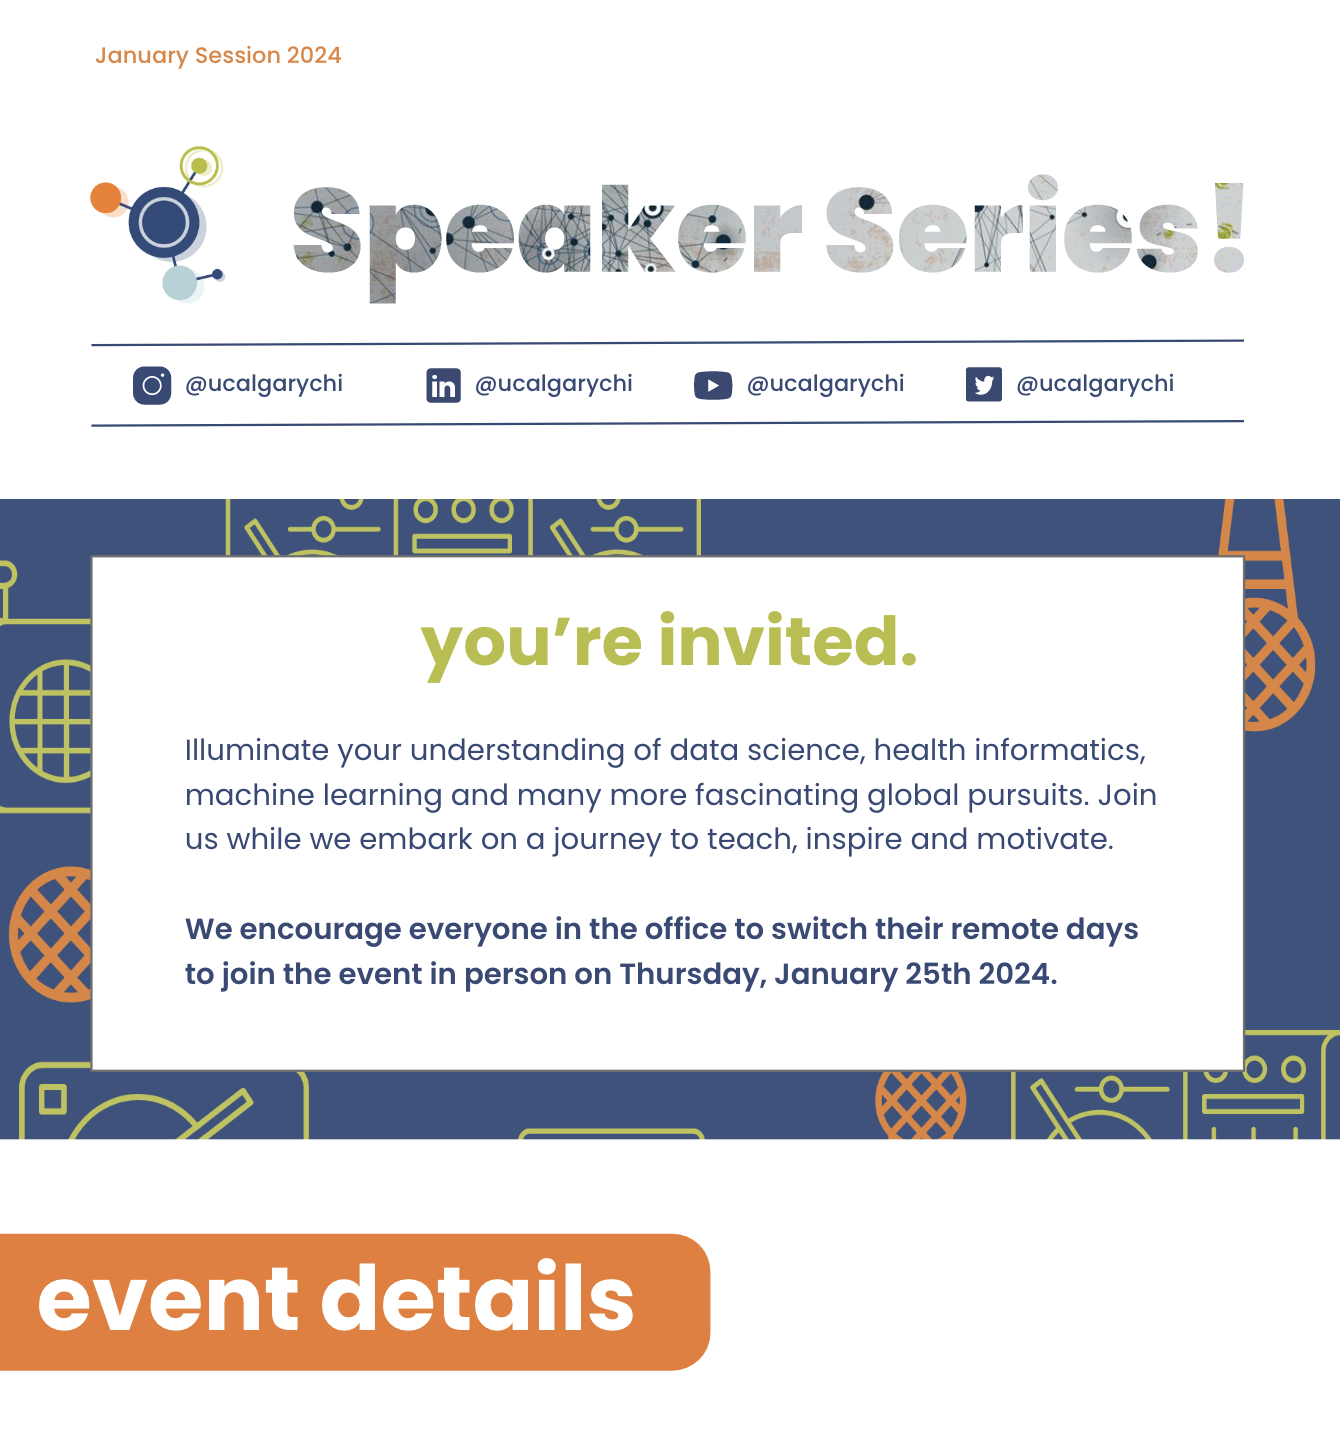 January Session 2024
Speaker Series!
@ucalgarychi @ucalgarychi @ucalgarychi @ucalgarychi
you’re invited.
Illuminate your understanding of data science, health informatics,
machine learning and many more fascinating global pursuits. Join
us while we embark on a journey to teach, inspire and motivate.
We encourage everyone in the office to switch their remote days
to join the event in person on Thursday, January 25th 2024.
event details